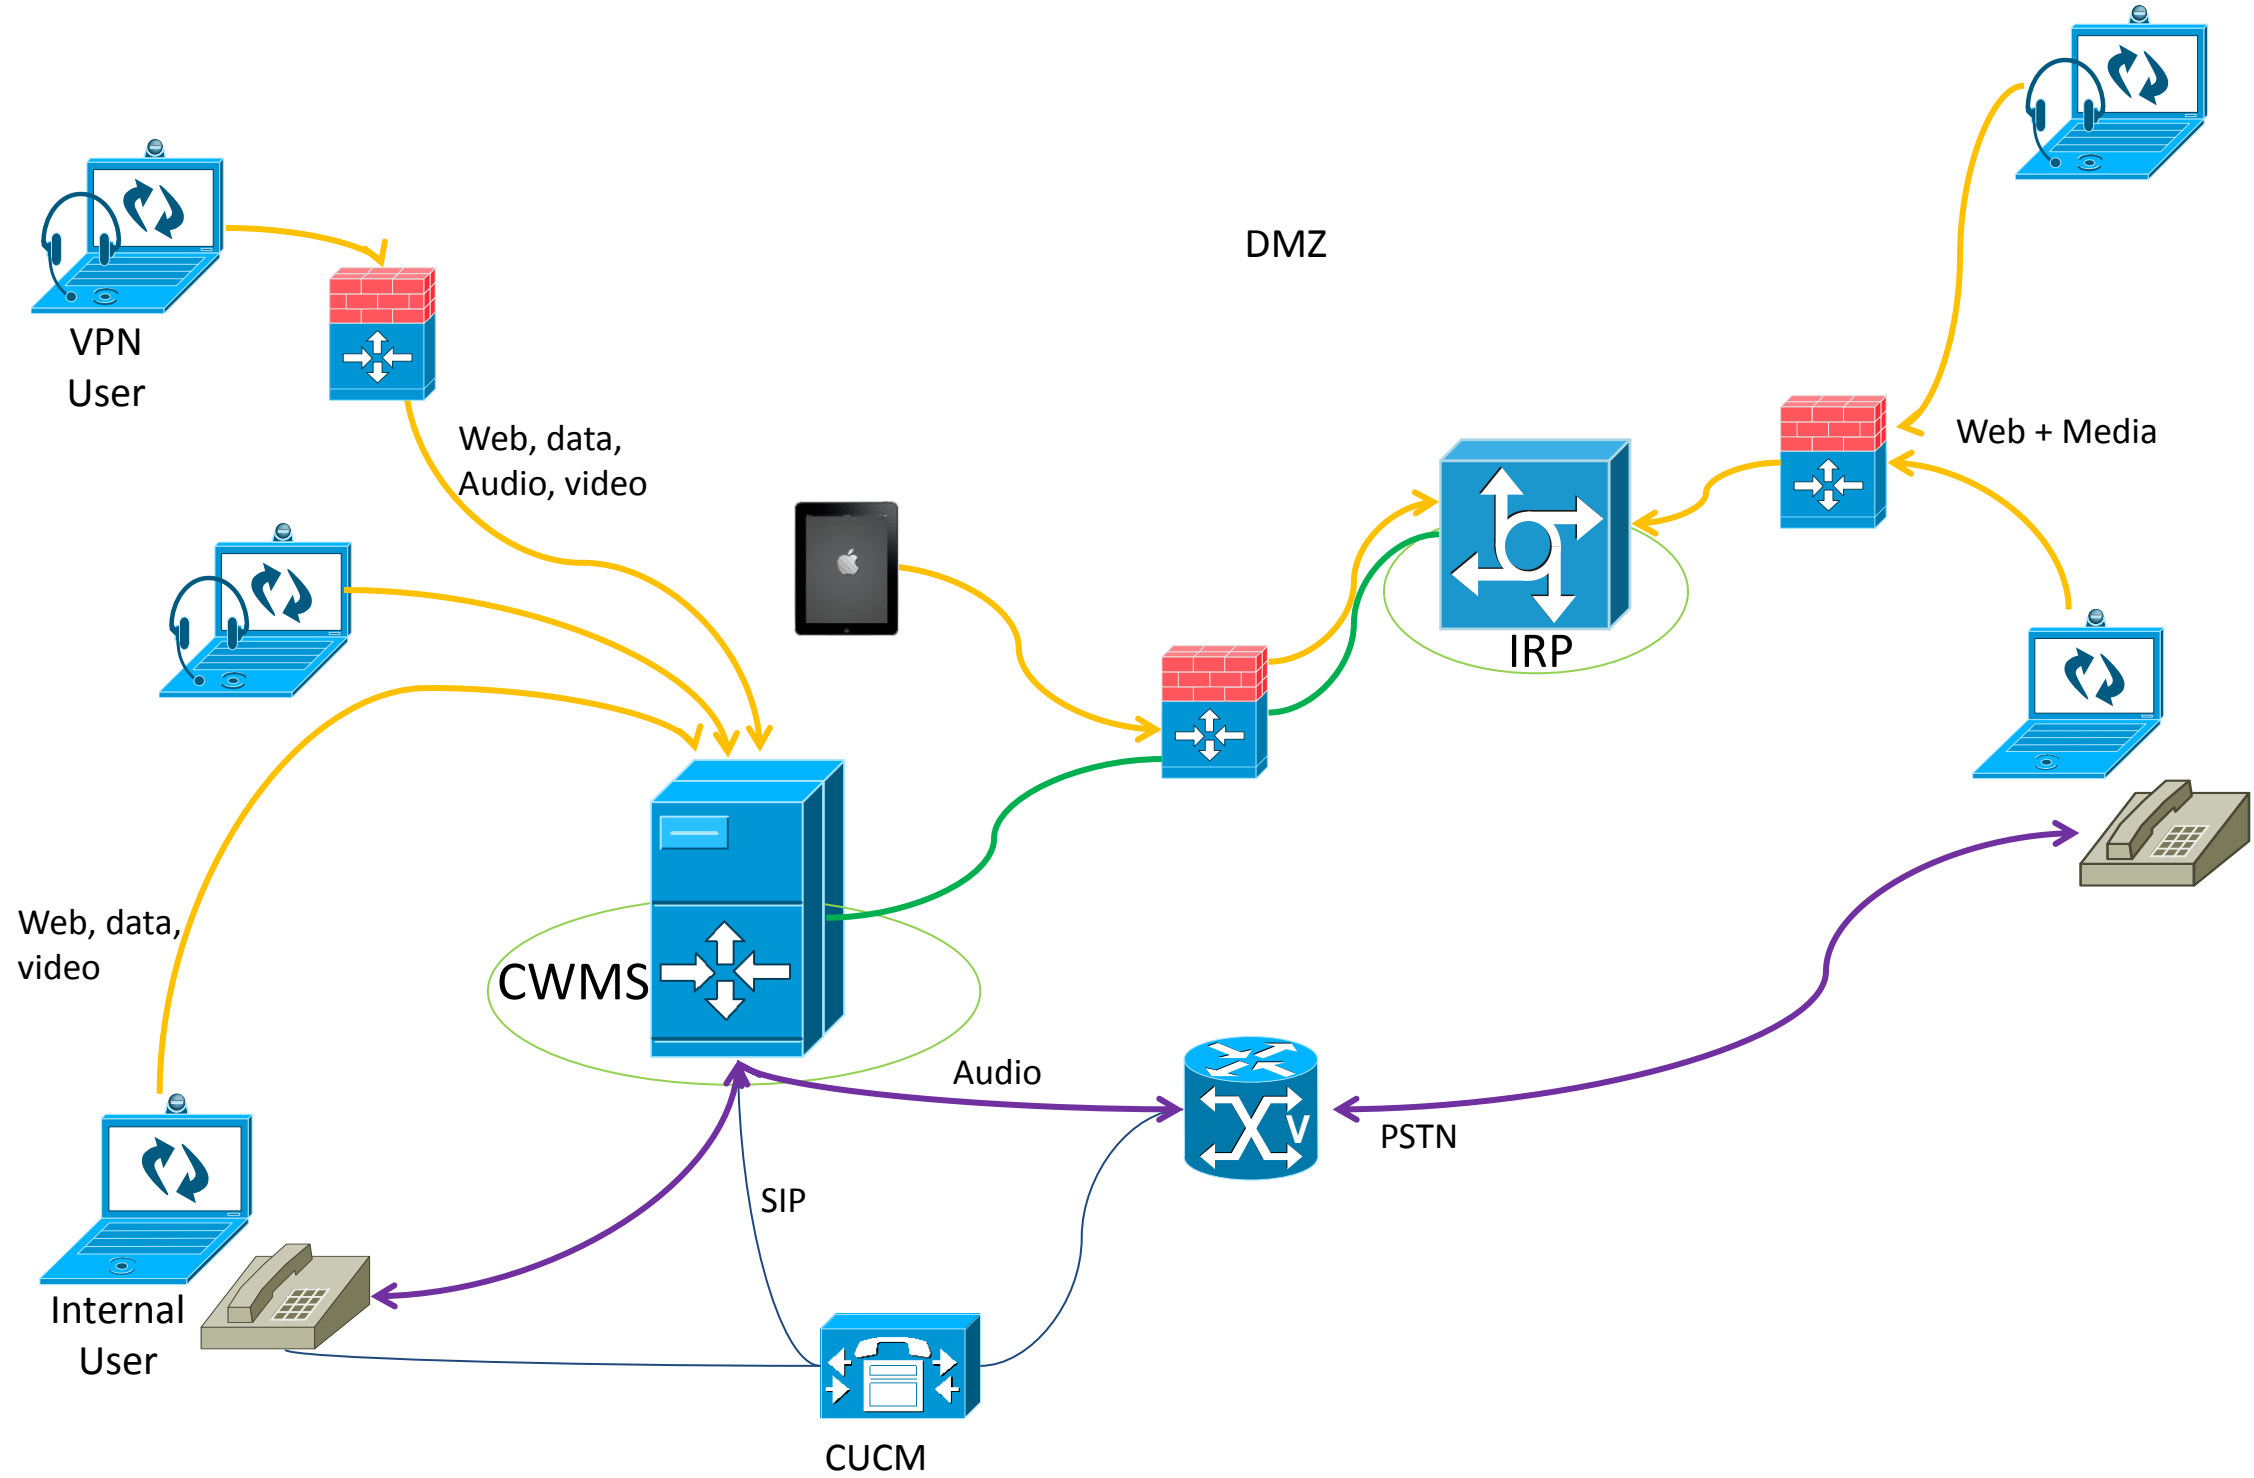 DMZ
VPN
User
Web, data,
Audio, video
Web + Media
IRP
Web, data,
video
CWMS
Audio
V
PSTN
SIP
Internal
User
CUCM